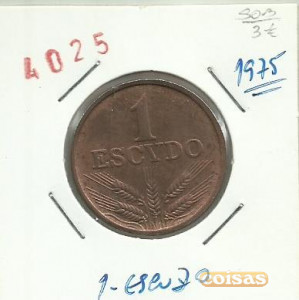 4025
SOB
3€
1975
1
ESCVDO
1-Escudo
coisas